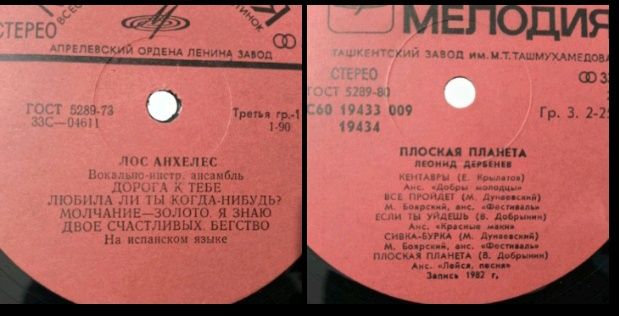 СТЕРЕО
АПРЕЛЕВСКИЙ ОРДЕНА ЛЕНИНА ЗАВОД
ГОСТ 5289-73
33С—04611
Третья гр.-1
1-90
ЛОС АНХЕЛЕС
Вокально-инстр. ансамбль
ДОРОГА К ТЕБЕ
ЛЮБИЛА ЛИ ТЫ КОГДА-НИБУДЬ?
МОЛЧАНИЕ—ЗОЛОТО. Я ЗНАЮ
ДВОЕ СЧАСТЛИВЫХ. БЕГСТВО
На испанском языке
МЕЛОДИЯ
ТАШКЕНТСКИЙ ЗАВОД ИМ. М.Т. ТАШМУХАМЕДОВА
СТЕРЕО
33
ГОСТ 5289-80
С60 19433 009
19434
Гр. 3. 2-25
ПЛОСКАЯ ПЛАНЕТА
ЛЕОНИД ДЕРБЕНЕВ
КЕНТАВРЫ (Е. Крылатов)
Анс. «Добры молодцы»
ВСЕ ПРОЙДЕТ (М. Дунаевский)
М. Боярский, анс. «Фестиваль»
ЕСЛИ ТЫ УЙДЕШЬ (В. Добрынин)
Анс. «Красные маки»
СИВКА-БУРКА (М. Дунаевский)
М. Боярский, анс. «Фестиваль»
ПЛОСКАЯ ПЛАНЕТА (В. Добрынин)
Анс. «Лейся, песня»
Запись 1982 г.